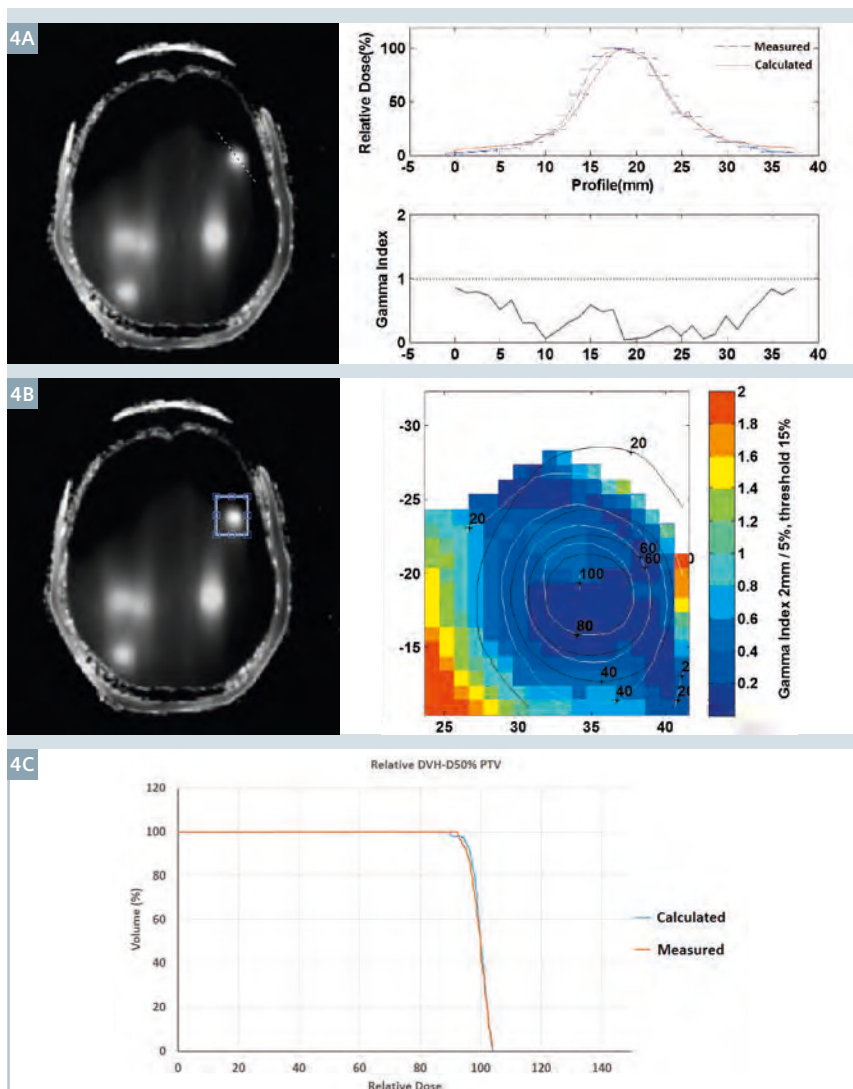 4A
Relative Dose(%)
100
50
0
Measured
Calculated
-5 0 5 10 15 20 25 30 35 40
Profile(mm)
Gamma Index
2
1
0
-5 0 5 10 15 20 25 30 35 40
4B
-30
-25
-20
-15
25 30 35 40
20
20
60
60
100
80
40
40
2
1.8
1.6
1.4
1.2
1
0.8
0.6
0.4
0.2
Gamma Index 2mm / 5%, threshold 15%
4C
Relative DVH-D50% PTV
Volume (%)
120
100
80
60
40
20
0
0 20 40 60 80 100 120 140
Relative Dose
Calculated
Measured